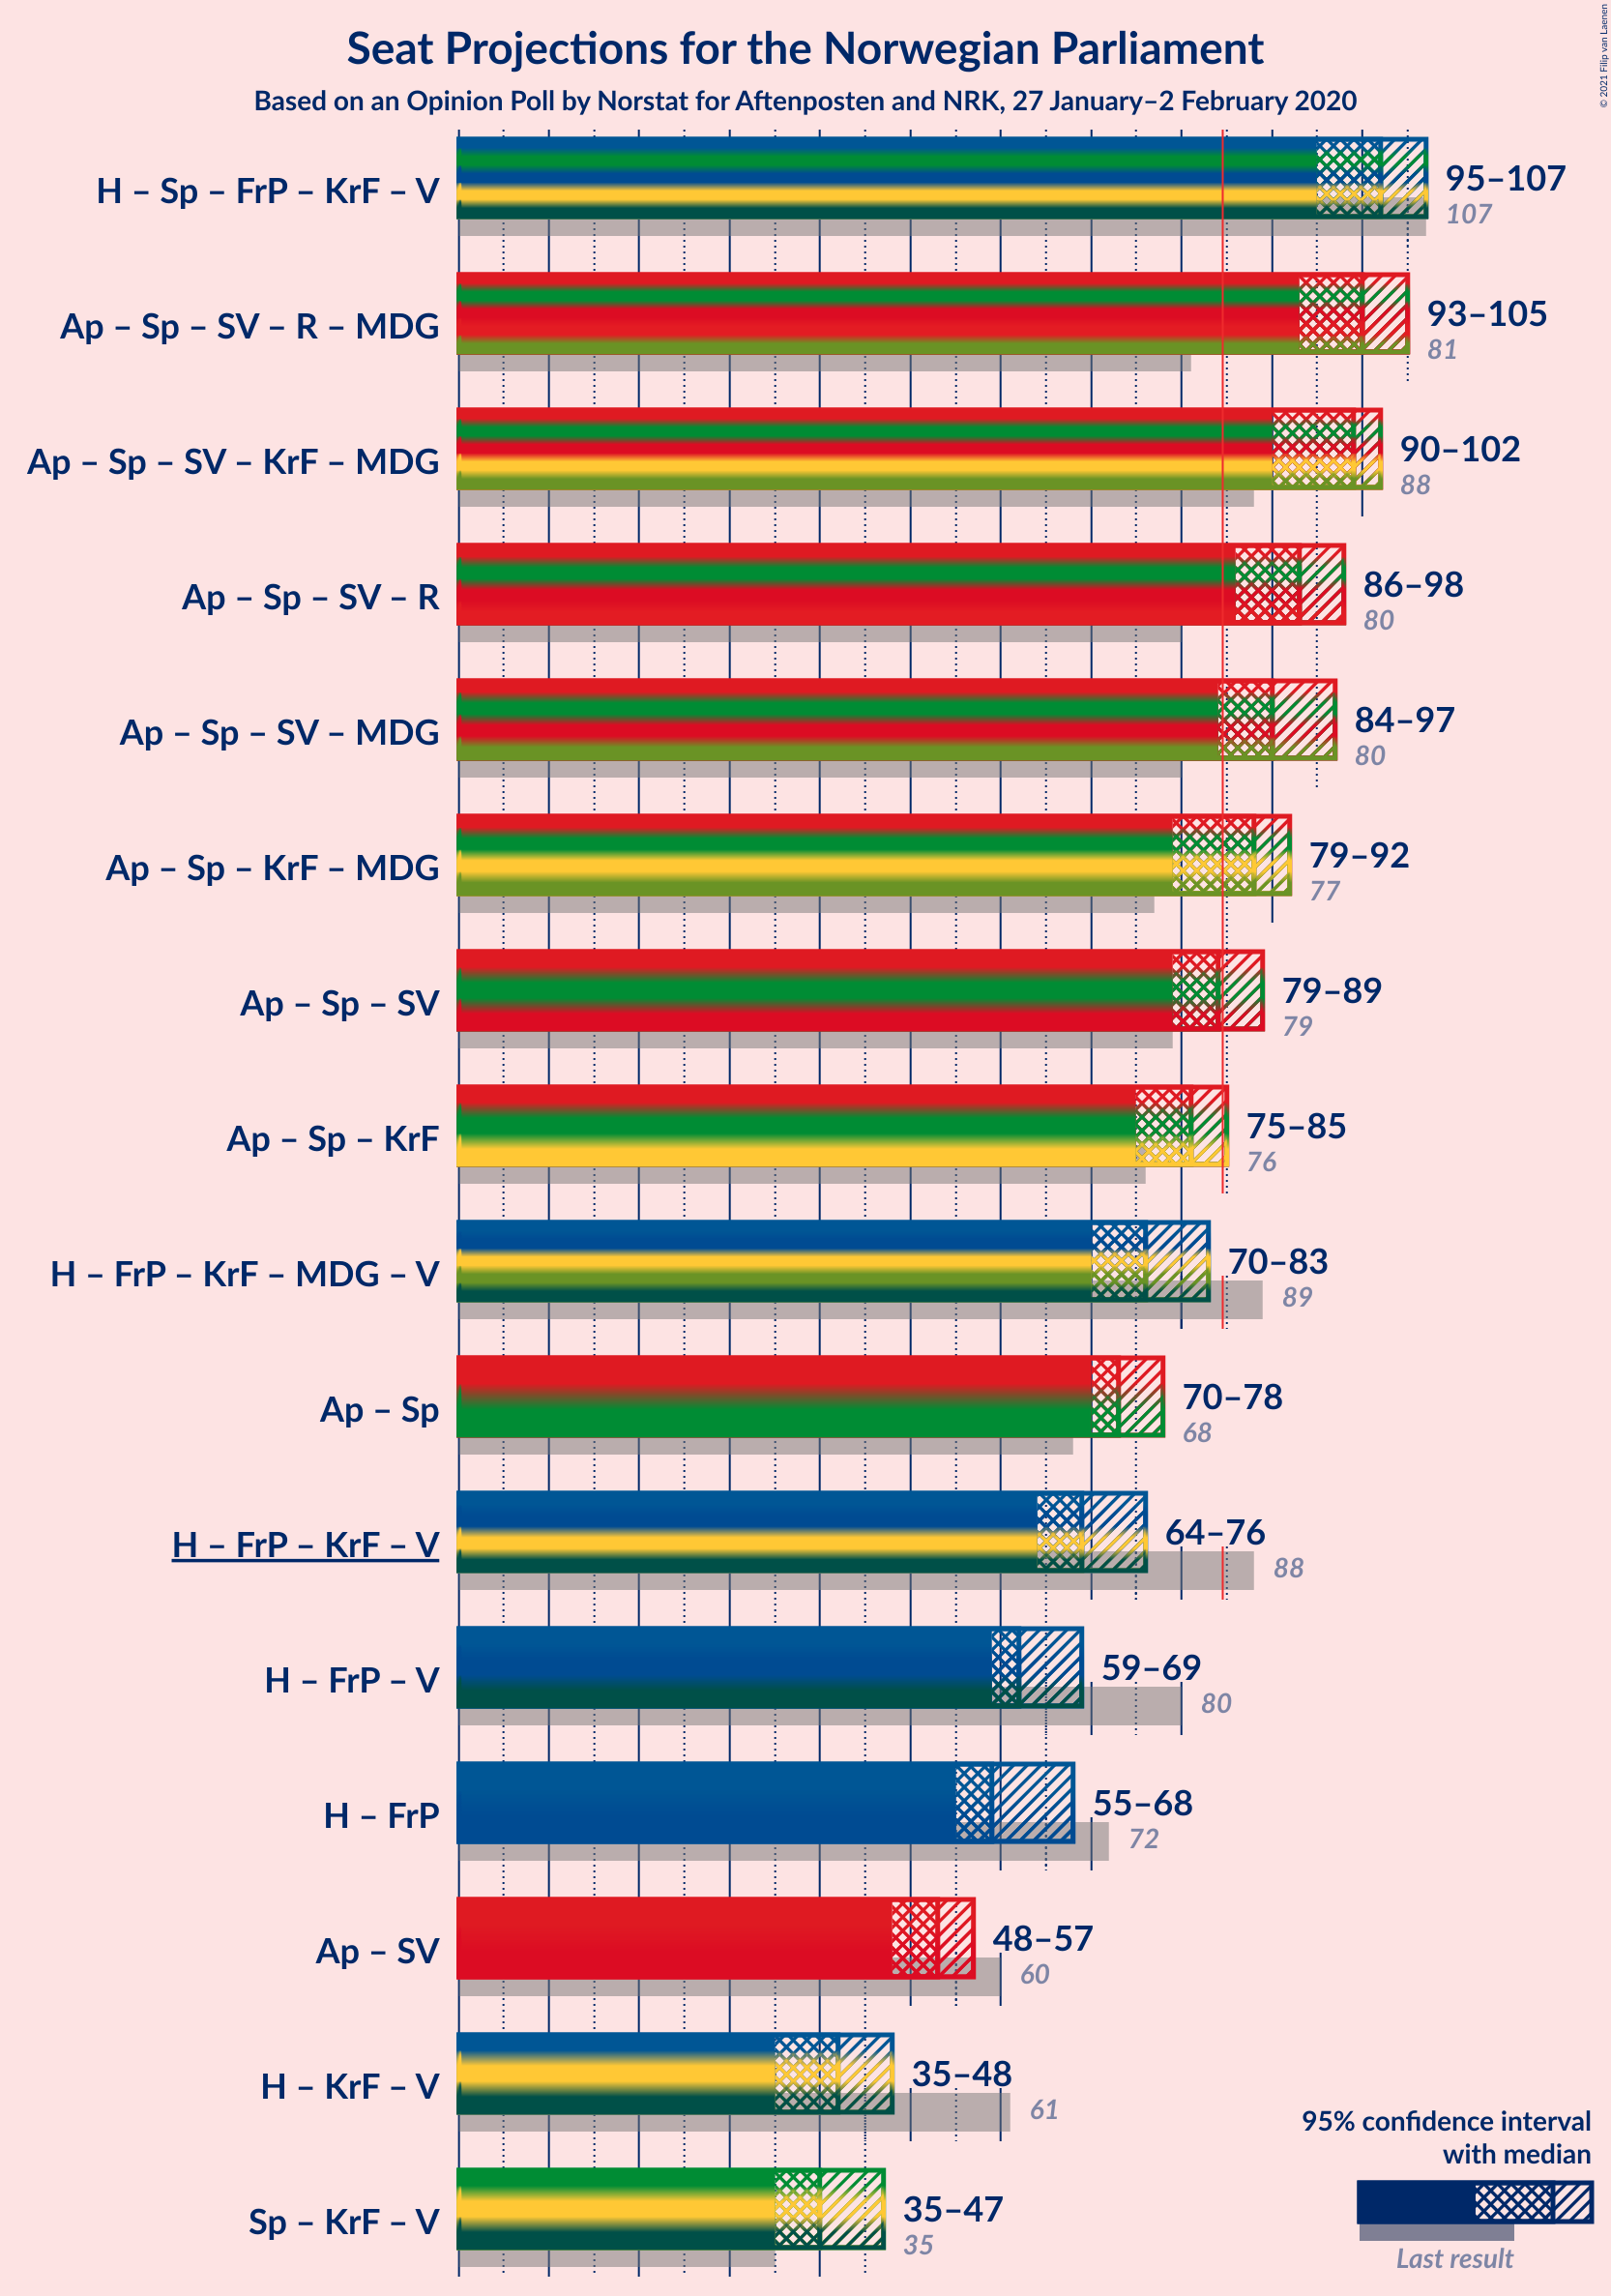 Seat Projections for the Norwegian Parliament
Based on an Opinion Poll by Norstat for Aftenposten and NRK, 27 January–2 February 2020
© 2021 Filip van Laenen
H – Sp – FrP – KrF – V
95–107
107
Ap – Sp – SV – R – MDG
93–105
81
Ap – Sp – SV – KrF – MDG
90–102
88
Ap – Sp – SV – R
86–98
80
Ap – Sp – SV – MDG
84–97
80
Ap – Sp – KrF – MDG
79–92
77
Ap – Sp – SV
79–89
79
Ap – Sp – KrF
75–85
76
H – FrP – KrF – MDG – V
70–83
89
Ap – Sp
70–78
68
H – FrP – KrF – V
64–76
88
H – FrP – V
59–69
80
H – FrP
55–68
72
Ap – SV
48–57
60
H – KrF – V
35–48
61
Sp – KrF – V
35–47
35
95% confidence interval
with median
Last result